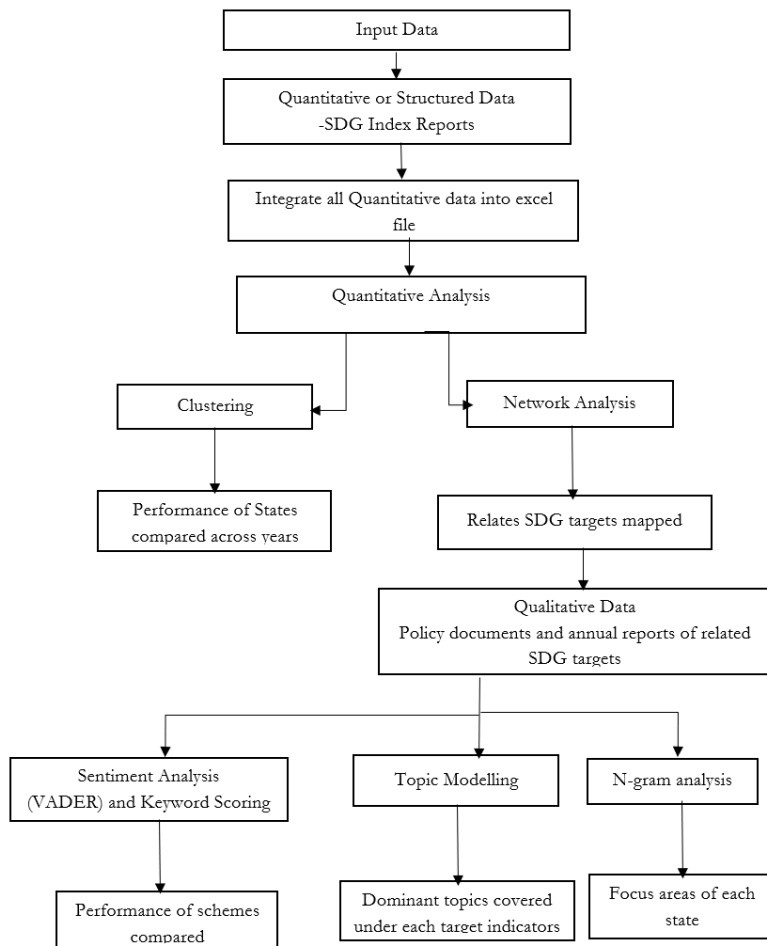 Input Data
Quantitative or Structured Data
-SDG Index Reports
Integrate all Quantitative data into excel
file
Quantitative Analysis
Clustering
Network Analysis
Performance of States
compared across years
Relates SDG targets mapped
Qualitative Data
Policy documents and annual reports of related
SDG targets
Sentiment Analysis
(VADER) and Keyword Scoring
Topic Modelling
N-gram analysis
Performance of schemes
compared
Dominant topics covered
under each target indicators
Focus areas of each
state